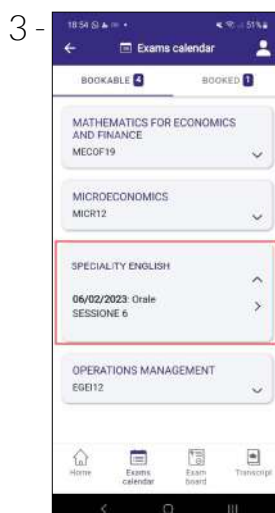 3 -
18:54
51%
Exams calendar
BOOKABLE 4
BOOKED 1
MATHEMATICS FOR ECONOMICS
AND FINANCE
MECOF19
MICROECONOMICS
MICR12
SPECIALITY ENGLISH
06/02/2023: Orale
SESSIONE 6
OPERATIONS MANAGEMENT
EGEI12
Home
Exams
calendar
Exam
board
Transcript